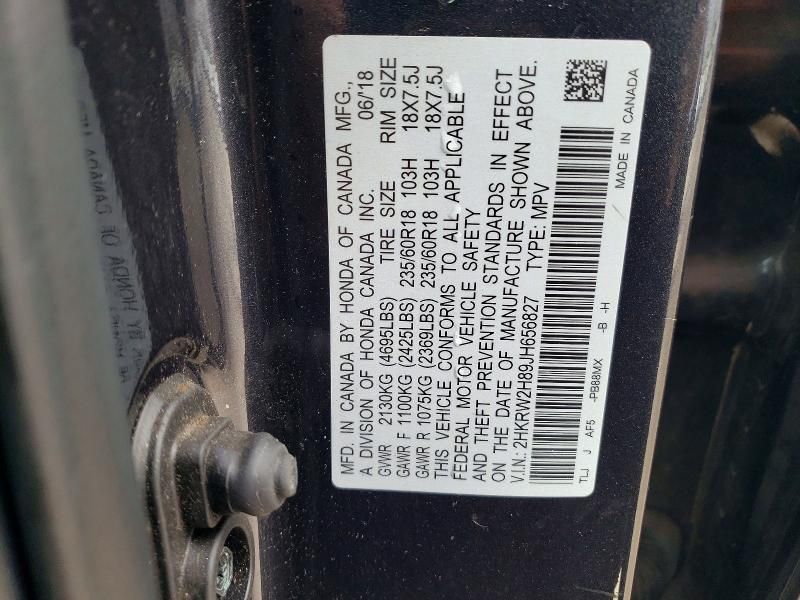 MFD. IN CANADA BY HONDA OF CANADA MFG.,
A DIVISION OF HONDA CANADA INC. 06/'18
GVWR 2130KG (4695LBS) TIRE SIZE RIM SIZE
GAWR F 1100KG (2425LBS) 235/60R18 103H 18X7.5J
GAWR R 1075KG (2369LBS) 235/60R18 103H 18X7.5J
THIS VEHICLE CONFORMS TO ALL APPLICABLE
FEDERAL MOTOR VEHICLE SAFETY
AND THEFT PREVENTION STANDARDS IN EFFECT
ON THE DATE OF MANUFACTURE SHOWN ABOVE.
V.I.N.: 2HKRW2H89JH656827 TYPE: MPV
TLJ J AF5 -PB88MX -B -H
MADE IN CANADA